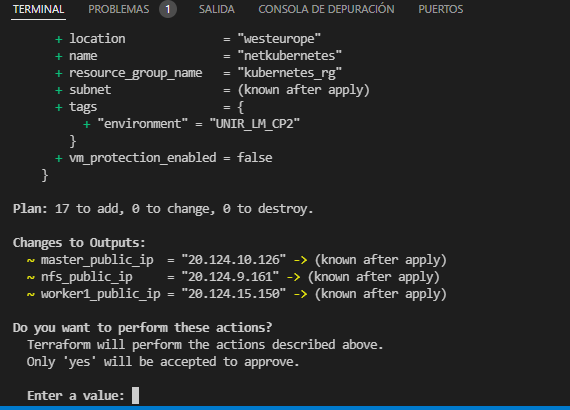 TERMINAL PROBLEMAS 1 SALIDA CONSOLA DE DEPURACIÓN PUERTOS
+ location = "westeurope"
+ name = "netkubernetes"
+ resource_group_name = "kubernetes_rg"
+ subnet = (known after apply)
+ tags = {
+ "environment" = "UNIR_LM_CP2"
}
+ vm_protection_enabled = false
}
Plan: 17 to add, 0 to change, 0 to destroy.
Changes to Outputs:
~ master_public_ip = "20.124.10.126" -> (known after apply)
~ nfs_public_ip = "20.124.9.161" -> (known after apply)
~ worker1_public_ip = "20.124.15.150" -> (known after apply)
Do you want to perform these actions?
Terraform will perform the actions described above.
Only 'yes' will be accepted to approve.
Enter a value: